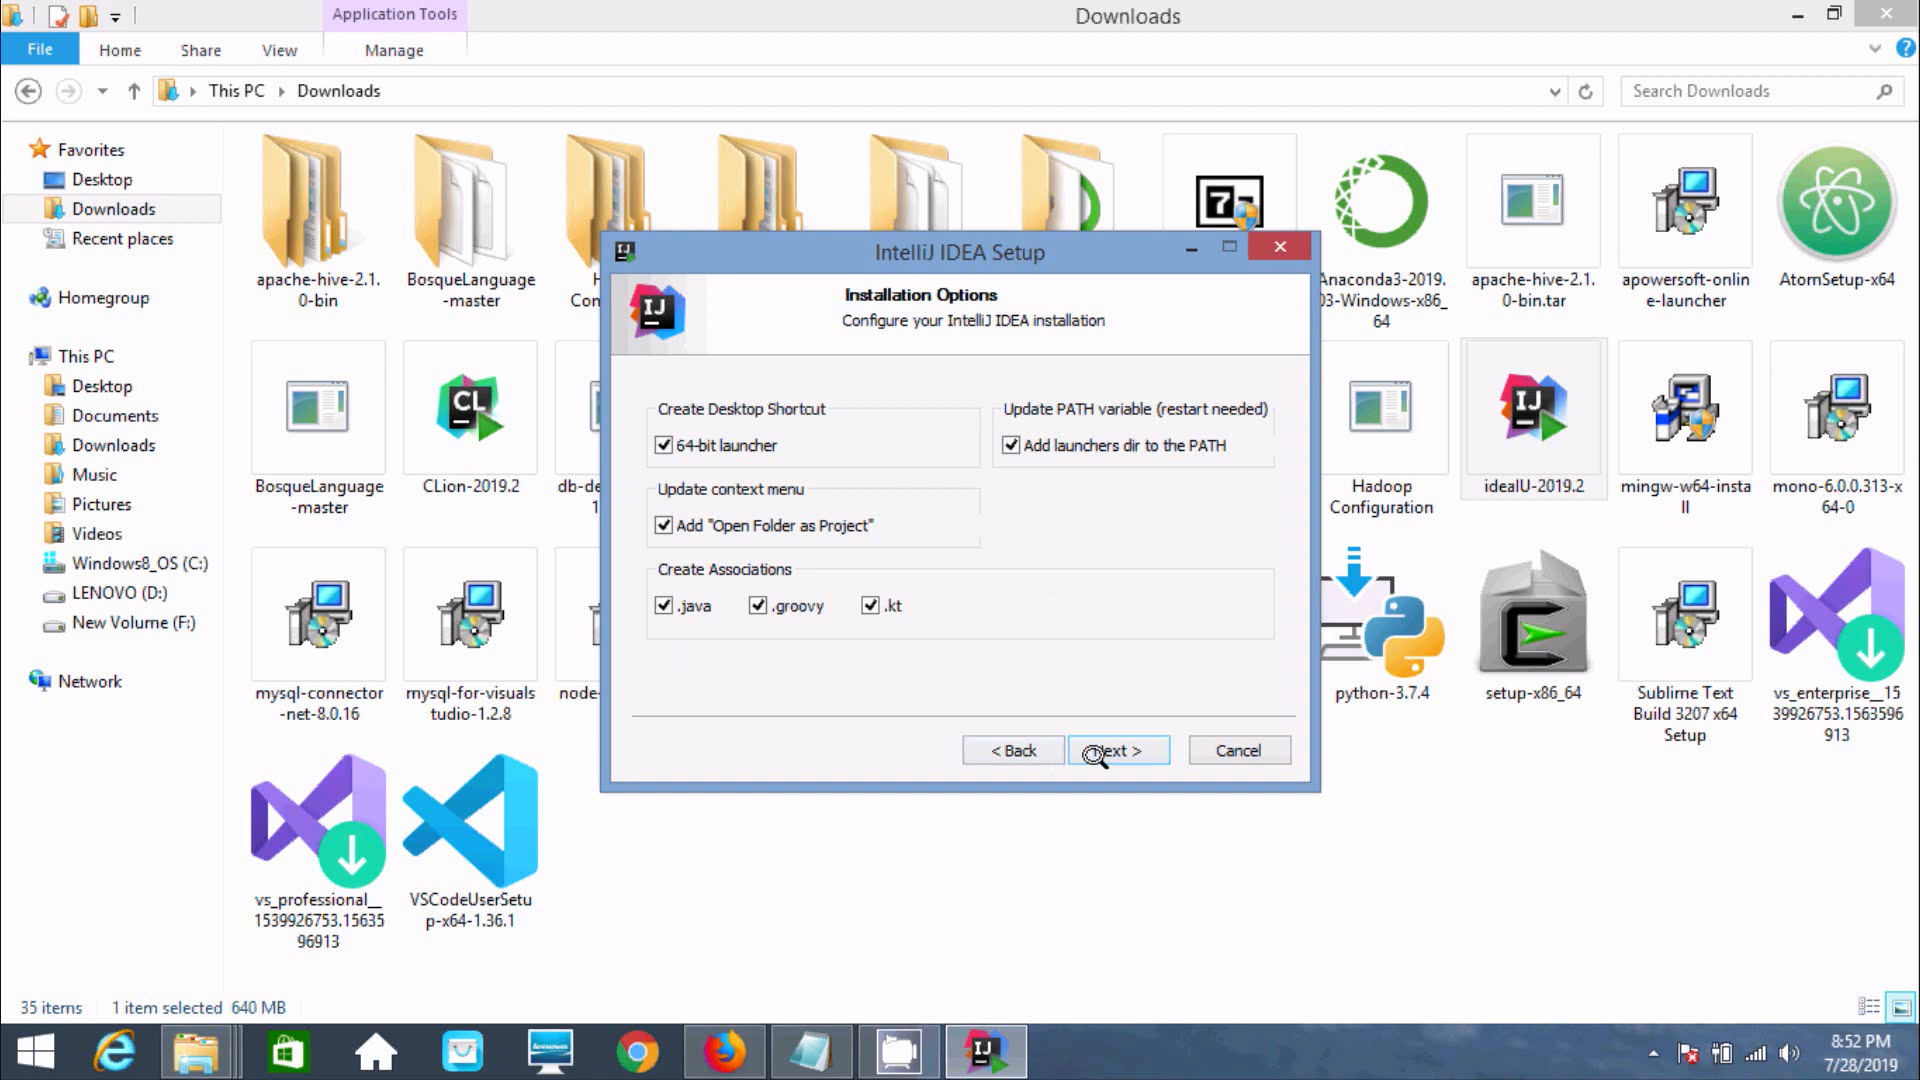 Application Tools
Downloads
File
Home
Share
View
Manage
This PC
Downloads
Search Downloads
Favorites
Desktop
Downloads
Recent places
Homegroup
This PC
Desktop
Documents
Downloads
Music
Pictures
Videos
Windows8_OS (C:)
LENOVO (D:)
New Volume (F:)
Network
apache-hive-2.1.
0-bin
BosqueLanguage
-master
Con
Anaconda3-2019.
03-Windows-x86_
64
apache-hive-2.1.
0-bin.tar
apowersoft-onlin
e-launcher
AtomSetup-x64
IntelliJ IDEA Setup
Installation Options
Configure your IntelliJ IDEA installation
Create Desktop Shortcut
64-bit launcher
Update PATH variable (restart needed)
Add launchers dir to the PATH
Update context menu
Add "Open Folder as Project"
Create Associations
.java
.groovy
.kt
< Back
Next >
Cancel
BosqueLanguage
-master
CLion-2019.2
db-de
Hadoop
Configuration
ideaIU-2019.2
mingw-w64-insta
ll
mono-6.0.0.313-x
64-0
mysql-connector
-net-8.0.16
mysql-for-visuals
tudio-1.2.8
node-
python-3.7.4
setup-x86_64
Sublime Text
Build 3207 x64
Setup
vs_enterprise__15
39926753.1563596
913
vs_professional__
1539926753.15635
96913
VSCodeUserSetu
p-x64-1.36.1
35 items
1 item selected 640 MB
8:52 PM
7/28/2019